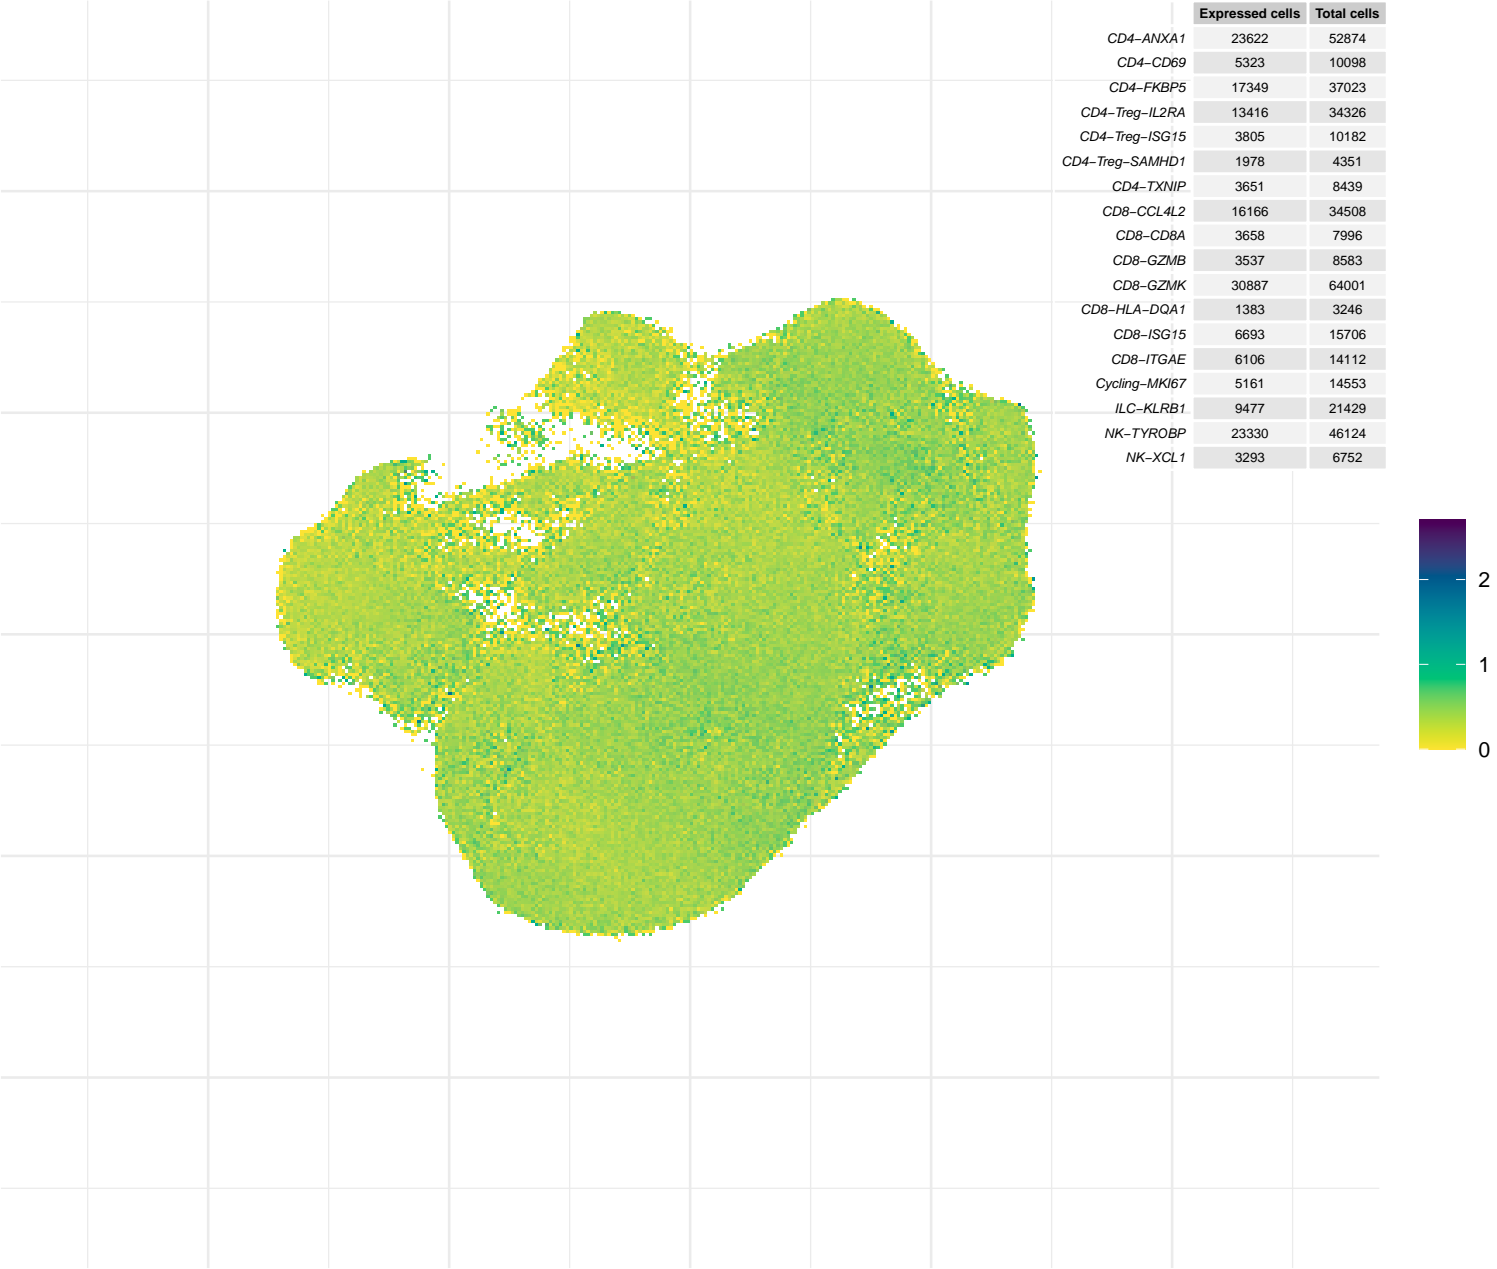 Expressed cells Total cells
CD4−ANXA1 23622 52874
CD4−CD69 5323 10098
CD4−FKBP5 17349 37023
CD4−Treg−IL2RA 13416 34326
CD4−Treg−ISG15 3805 10182
CD4−Treg−SAMHD1 1978 4351
CD4−TXNIP 3651 8439
CD8−CCL4L2 16166 34508
CD8−CD8A 3658 7996
CD8−GZMB 3537 8583
CD8−GZMK 30887 64001
CD8−HLA−DQA1 1383 3246
CD8−ISG15 6693 15706
CD8−ITGAE 6106 14112
Cycling−MKI67 5161 14553
ILC−KLRB1 9477 21429
NK−TYROBP 23330 46124
NK−XCL1 3293 6752
2
1
0